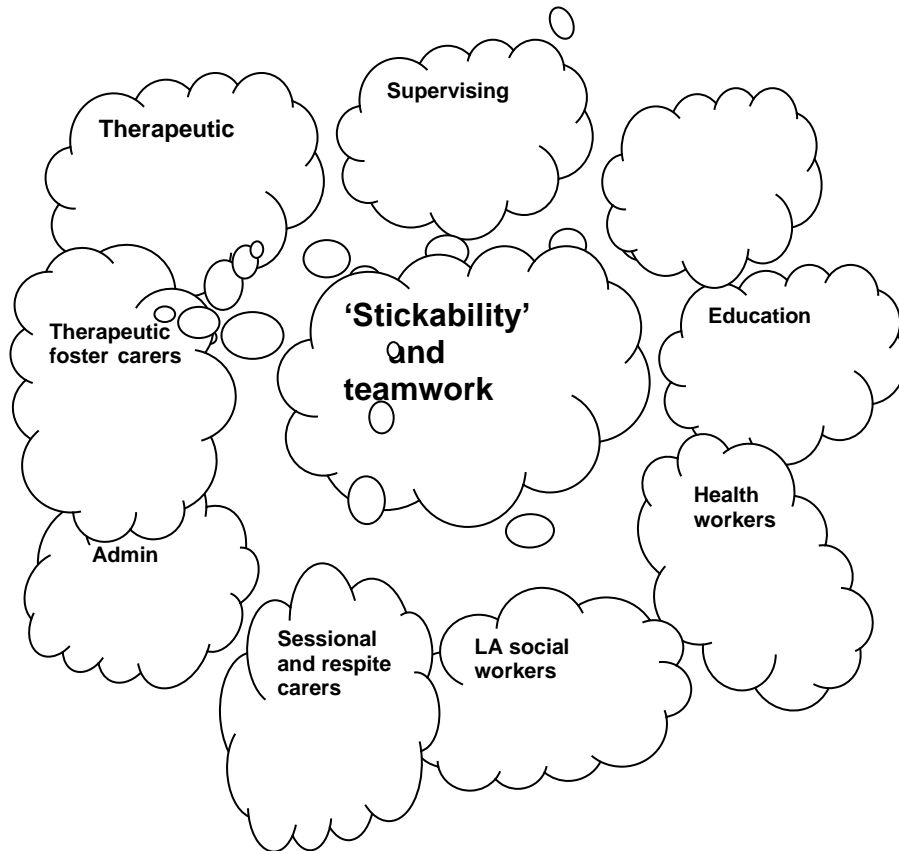 Supervising
Therapeutic
‘Stickability’
and
teamwork
Education
Therapeutic
foster carers
Health
workers
Admin
Sessional
and respite
carers
LA social
workers